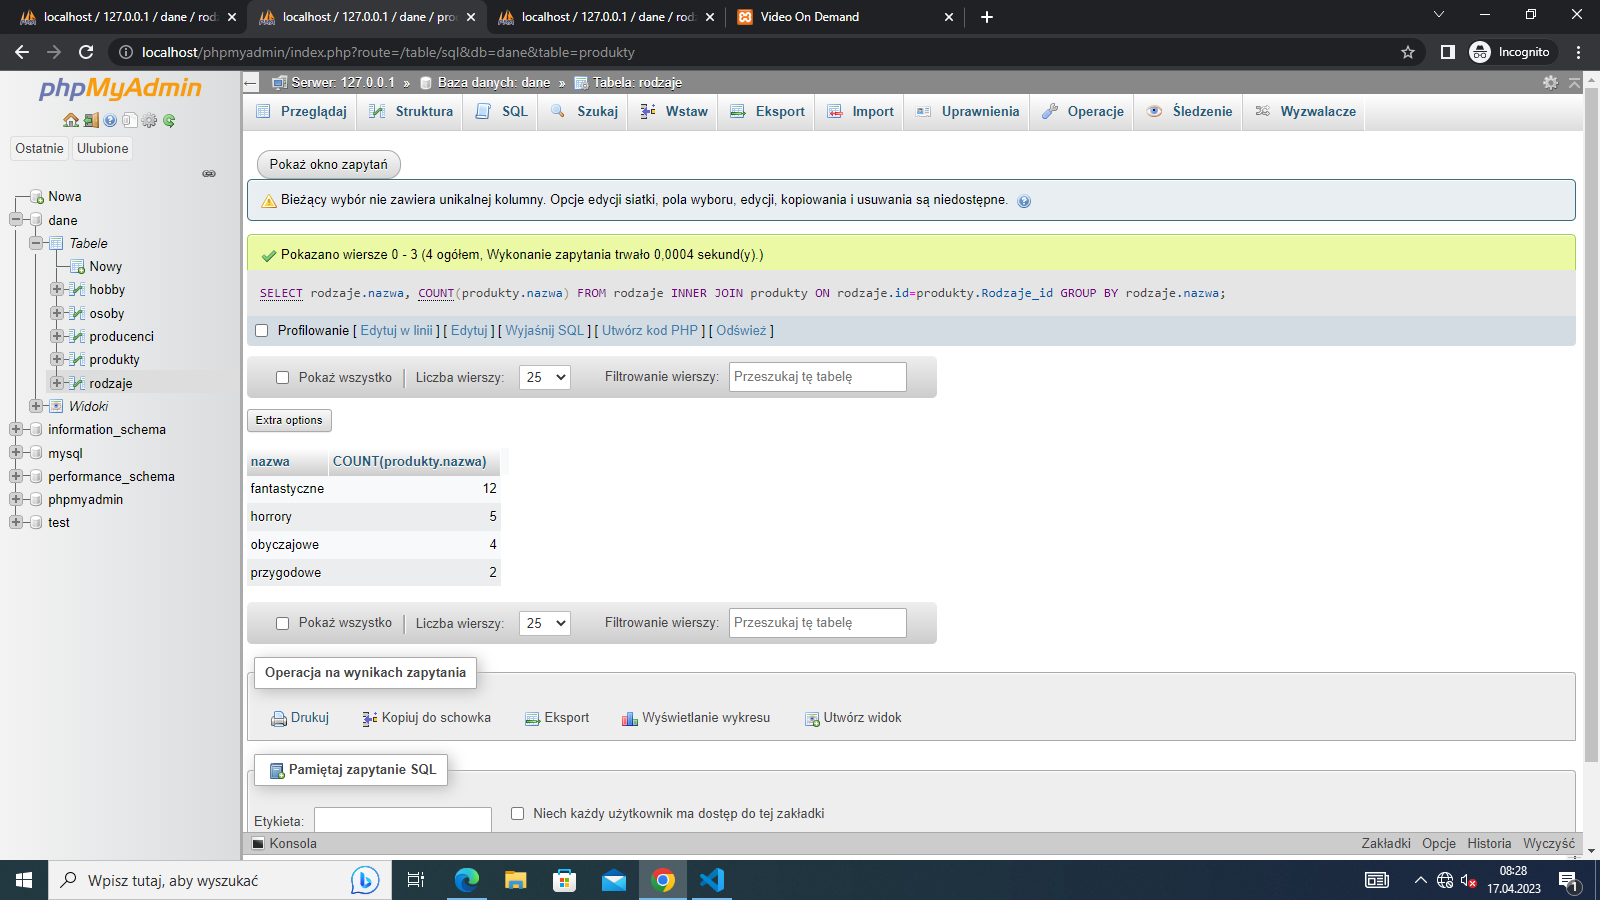 localhost / 127.0.0.1 / dane / rod
localhost / 127.0.0.1 / dane / pro
localhost / 127.0.0.1 / dane / rod
Video On Demand
localhost/phpmyadmin/index.php?route=/table/sql&db=dane&table=produkty
Incognito
phpMyAdmin
Ostatnie
Ulubione
Nowa
dane
Tabele
Nowy
hobby
osoby
producenci
produkty
rodzaje
Widoki
information_schema
mysql
performance_schema
phpmyadmin
test
Serwer: 127.0.0.1 » Baza danych: dane » Tabela: rodzaje
Przeglądaj
Struktura
SQL
Szukaj
Wstaw
Eksport
Import
Uprawnienia
Operacje
Śledzenie
Wyzwalacze
Pokaż okno zapytań
Bieżący wybór nie zawiera unikalnej kolumny. Opcje edycji siatki, pola wyboru, edycji, kopiowania i usuwania są niedostępne.
Pokazano wiersze 0 - 3 (4 ogółem, Wykonanie zapytania trwało 0,0004 sekund(y).)
SELECT rodzaje.nazwa, COUNT(produkty.nazwa) FROM rodzaje INNER JOIN produkty ON rodzaje.id=produkty.Rodzaje_id GROUP BY rodzaje.nazwa;
Profilowanie [ Edytuj w linii ] [ Edytuj ] [ Wyjaśnij SQL ] [ Utwórz kod PHP ] [ Odśwież ]
Pokaż wszystko
Liczba wierszy: 25
Filtrowanie wierszy: Przeszukaj tę tabelę
Extra options
nazwa COUNT(produkty.nazwa)
fantastyczne 12
horrory 5
obyczajowe 4
przygodowe 2
Pokaż wszystko
Liczba wierszy: 25
Filtrowanie wierszy: Przeszukaj tę tabelę
Operacja na wynikach zapytania
Drukuj
Kopiuj do schowka
Eksport
Wyświetlanie wykresu
Utwórz widok
Pamiętaj zapytanie SQL
Etykieta:
Niech każdy użytkownik ma dostęp do tej zakładki
Konsola
Zakładki
Opcje
Historia
Wyczyść
Wpisz tutaj, aby wyszukać
08:28
17.04.2023
1